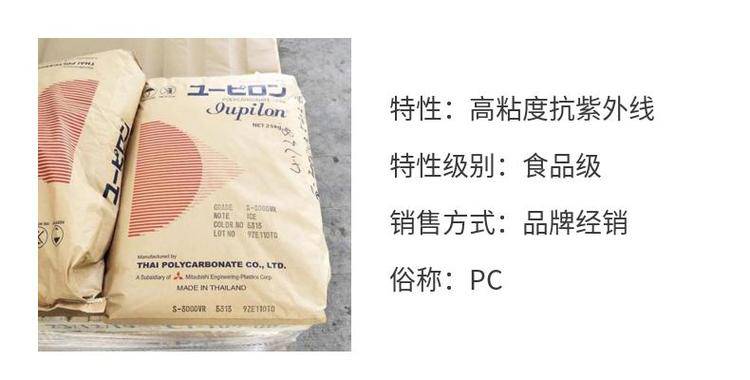 THAI POLY
ユーピロン
POLYCARBONATE
Iupilon
NET 25KG
GRADE S-3000VR
NOTE ICE
COLOR NO 5313
LOT NO 9ZE110TG
Manufactured by
THAI POLYCARBONATE CO., LTD.
A Subsidiary of Mitsubishi Engineering-Plastics Corp.
MADE IN THAILAND
S-3000VR 5313 9ZE110TG
特性：高粘度抗紫外线
特性级别：食品级
销售方式：品牌经销
俗称：PC